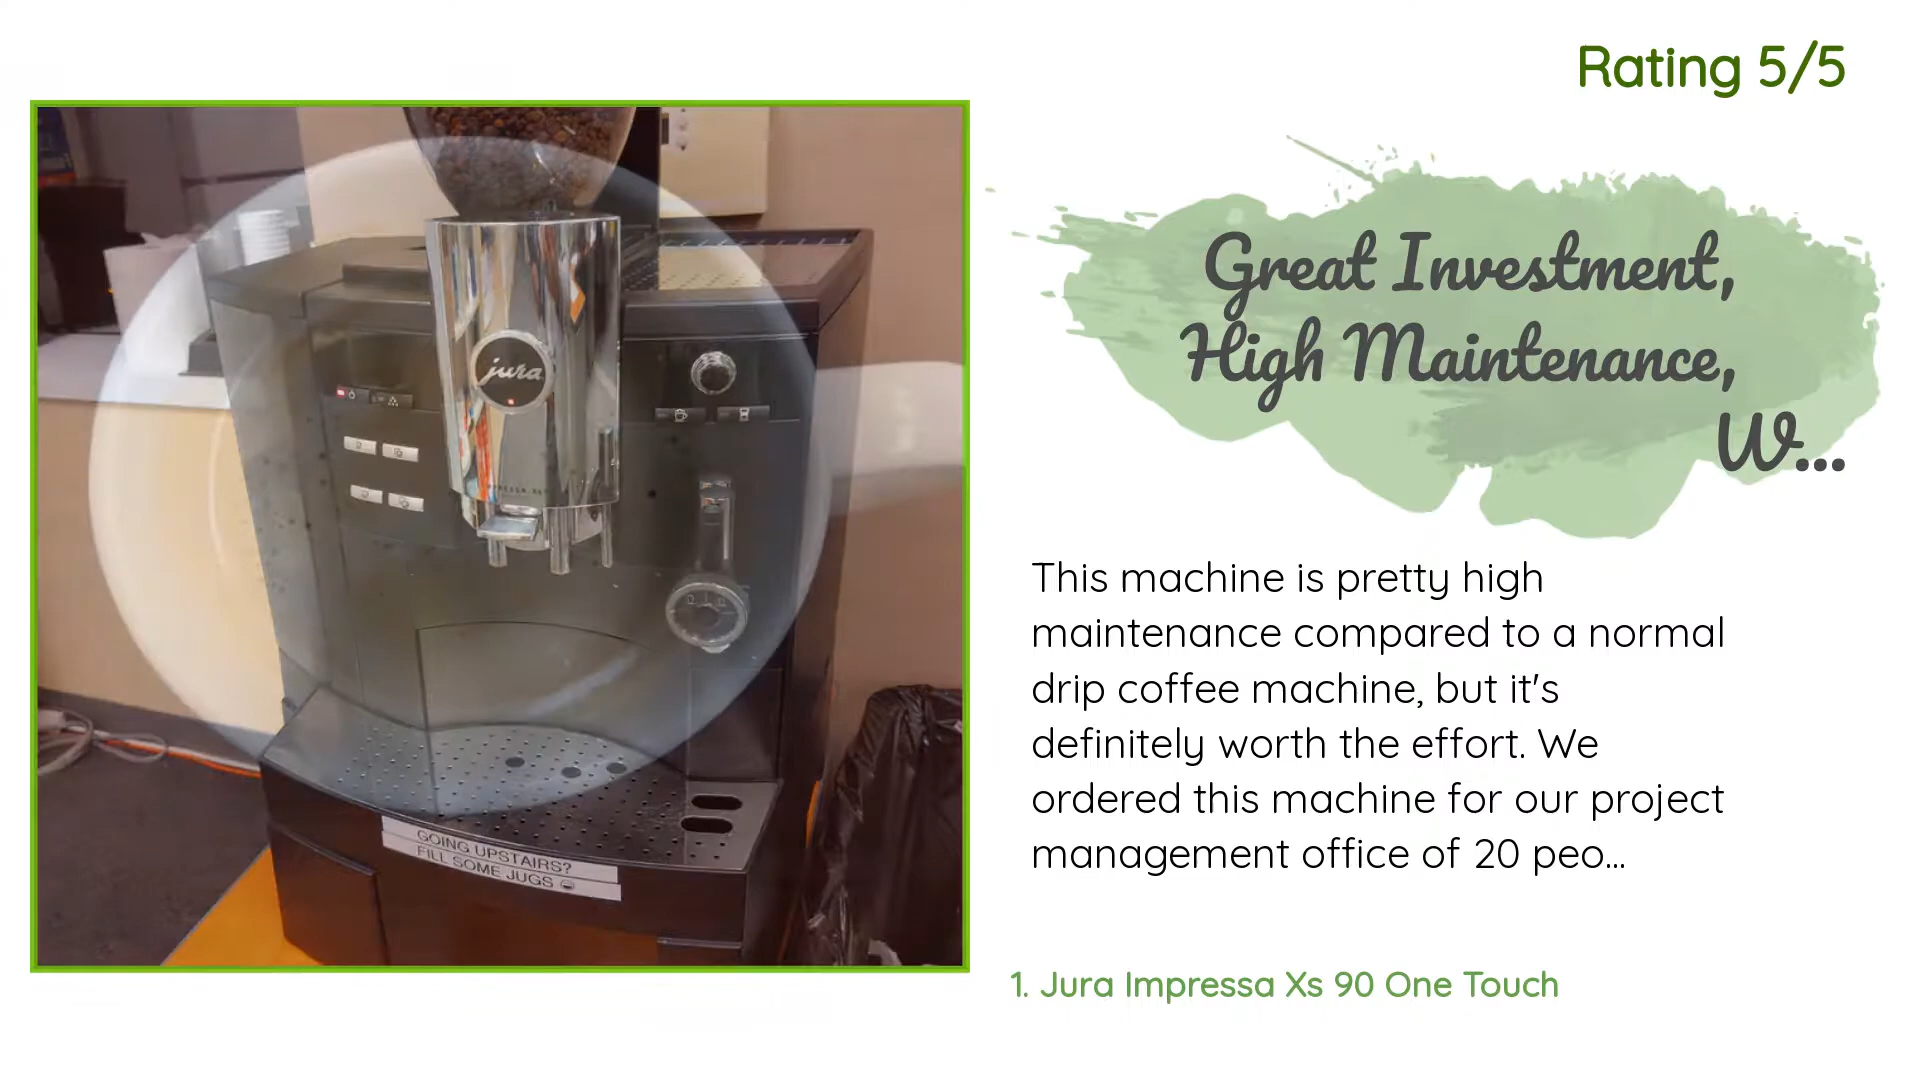 Rating 5/5
Great Investment,
High Maintenance,
W...
jura
GOING UPSTAIRS?
FILL SOME JUGS
This machine is pretty high
maintenance compared to a normal
drip coffee machine, but it's
definitely worth the effort. We
ordered this machine for our project
management office of 20 peo...
1. Jura Impressa Xs 90 One Touch